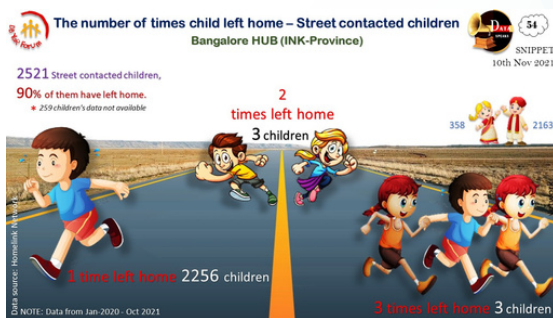 The number of times child left home – Street contacted children
Bangalore HUB (INK-Province)
DATA
SPEAKS
54
SNIPPET
10th Nov 2021
2521 Street contacted children,
90% of them have left home.
* 259 children's data not available
2
times left home
3 children
358
2163
1 time left home 2256 children
3 times left home 3 children
Data source: Homelink Network
NOTE: Data from Jan-2020 - Oct 2021